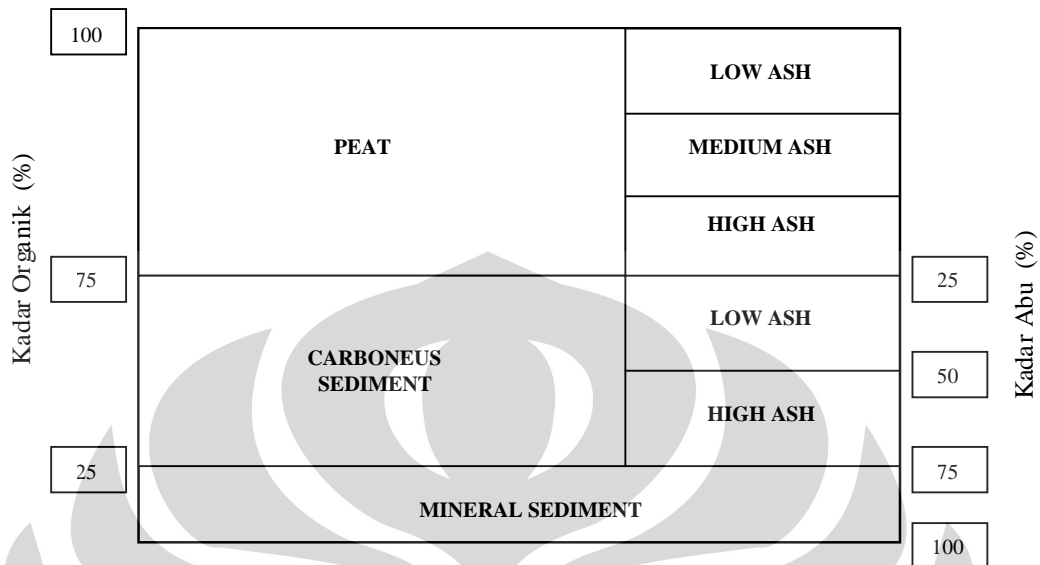 100
LOW ASH
PEAT
MEDIUM ASH
HIGH ASH
Kadar Organik (%)
75
25
LOW ASH
Kadar Abu (%)
CARBONEUS
SEDIMENT
50
HIGH ASH
25
75
MINERAL SEDIMENT
100